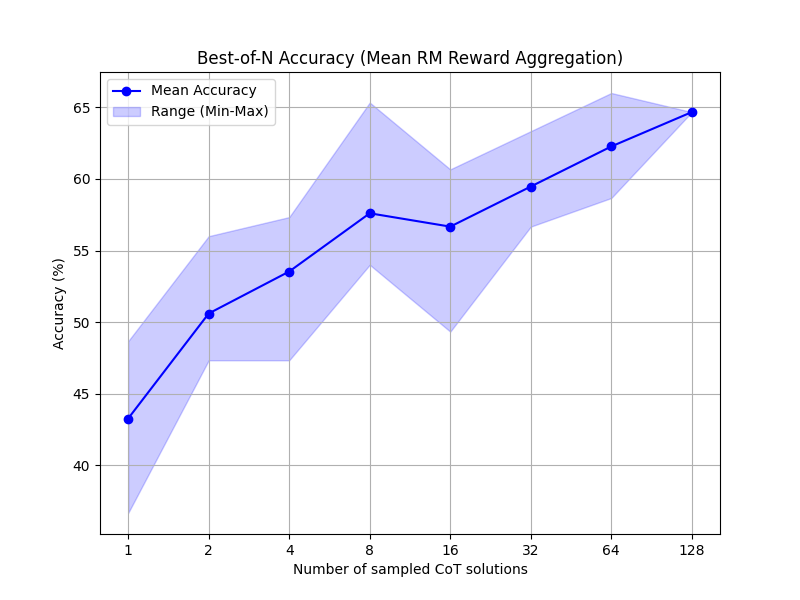 Best-of-N Accuracy (Mean RM Reward Aggregation)
Mean Accuracy
Range (Min-Max)
Accuracy (%)
65
60
55
50
45
40
1 2 4 8 16 32 64 128
Number of sampled CoT solutions